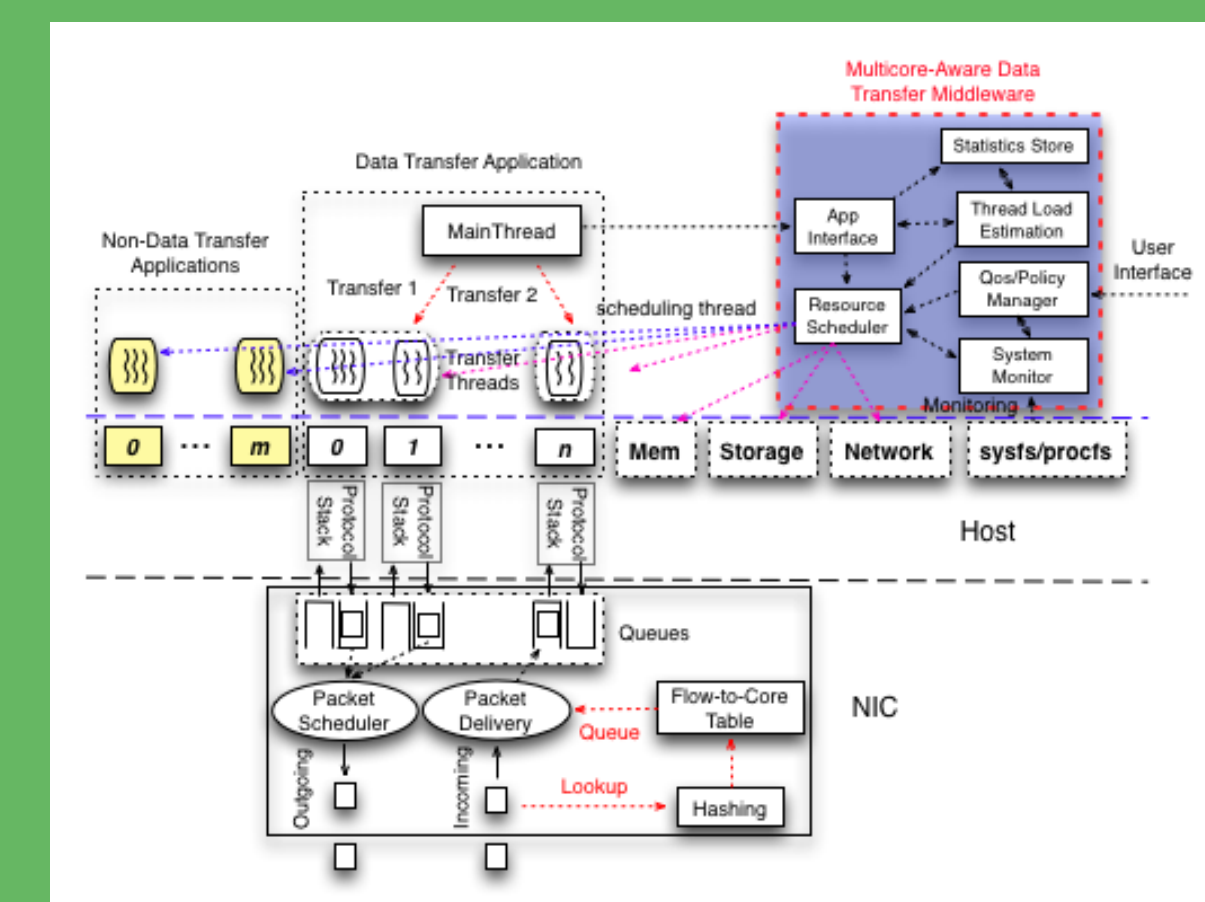 Multicore-Aware Data
Transfer Middleware
Statistics Store
Data Transfer Application
App
Interface
Thread Load
Estimation
MainThread
Non-Data Transfer
Applications
User
Interface
Qos/Policy
Manager
Transfer 1
Transfer 2
scheduling thread
Resource
Scheduler
Transfer
Threads
System
Monitor
Monitoring
0
...
m
0
1
...
n
Mem
Storage
Network
sysfs/procfs
Protocol
Stack
Protocol
Stack
Protocol
Stack
Host
Queues
Packet
Scheduler
Packet
Delivery
Flow-to-Core
Table
NIC
Queue
Outgoing
Incoming
Lookup
Hashing